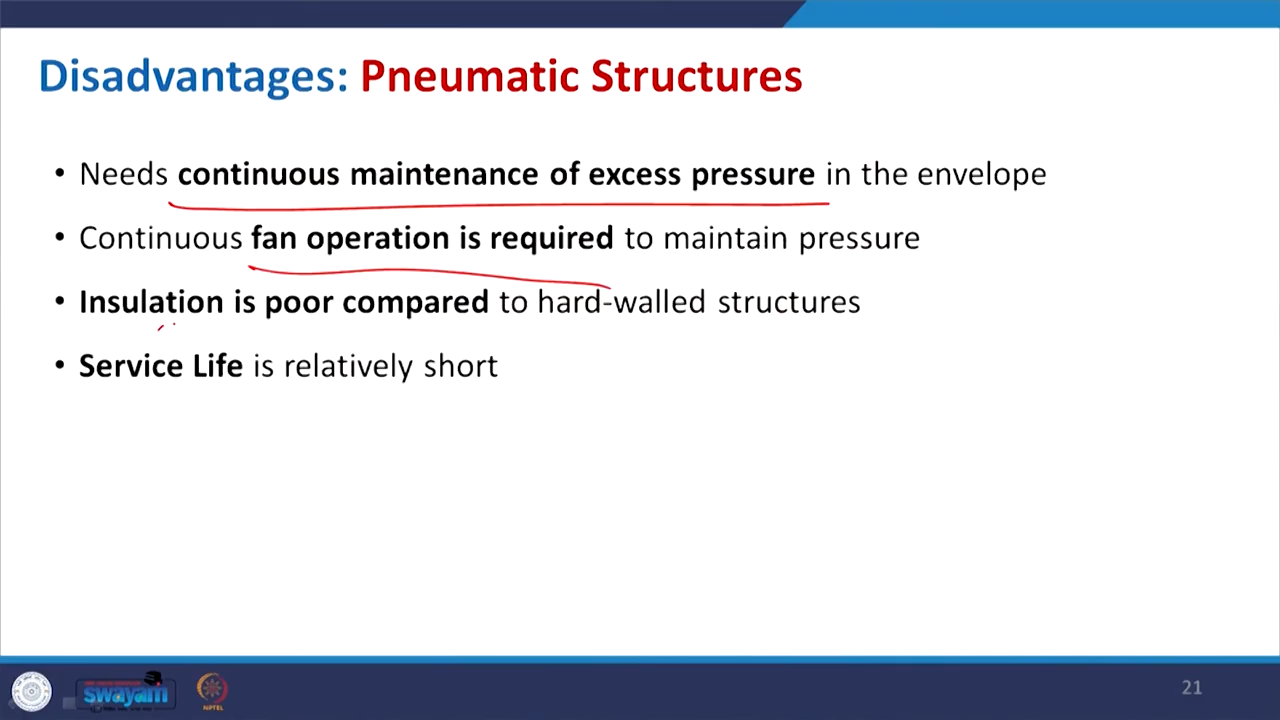 Disadvantages: Pneumatic Structures
• Needs continuous maintenance of excess pressure in the envelope
• Continuous fan operation is required to maintain pressure
• Insulation is poor compared to hard-walled structures
• Service Life is relatively short
swayam
NPTEL
21